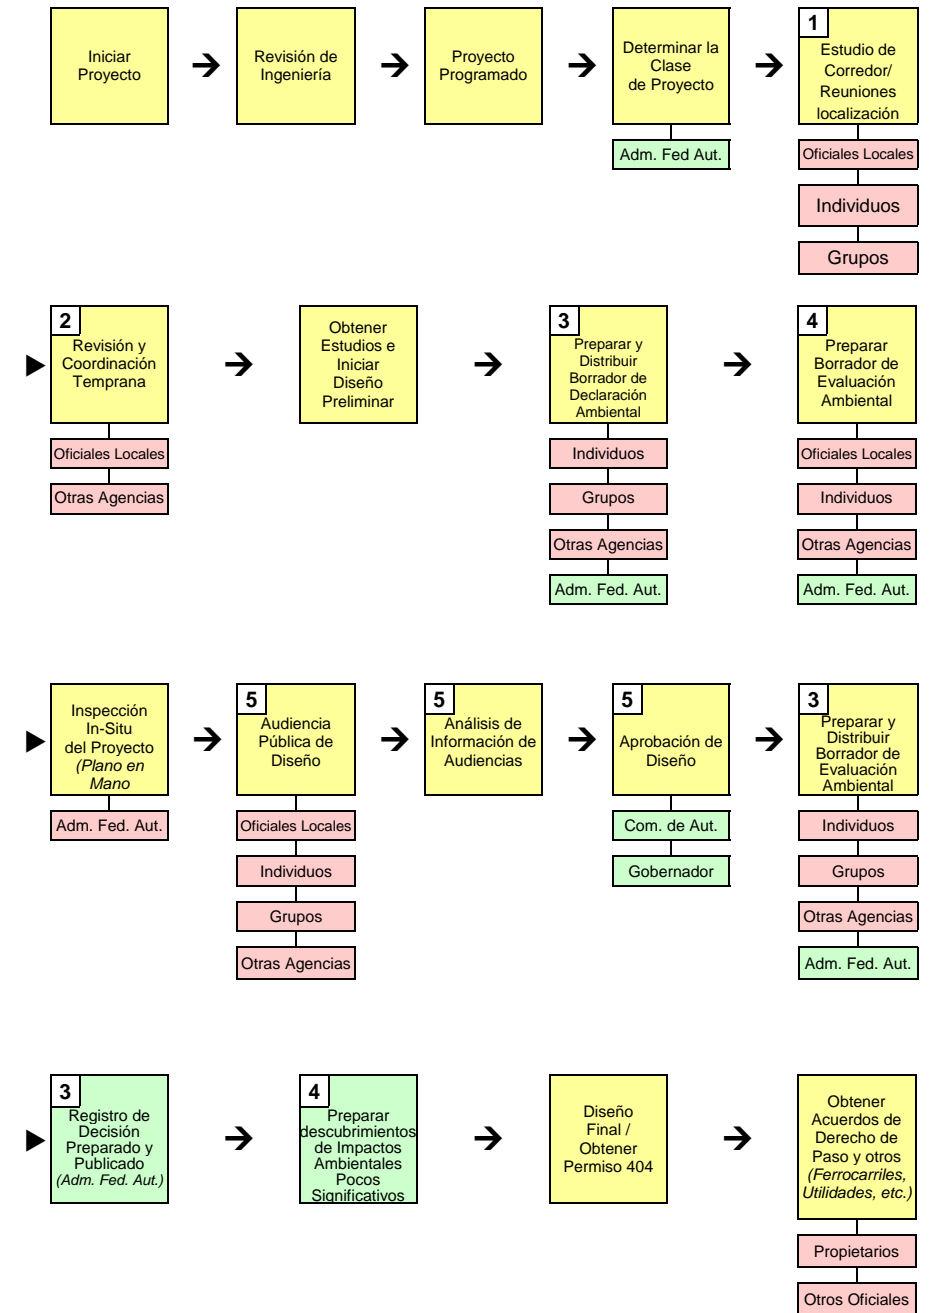 Iniciar
Proyecto
Revisión de
Ingeniería
Proyecto
Programado
Determinar la
Clase
de Proyecto
Adm. Fed Aut.
1
Estudio de
Corredor/
Reuniones
localización
Oficiales Locales
Individuos
Grupos
2
Revisión y
Coordinación
Temprana
Oficiales Locales
Otras Agencias
Obtener
Estudios e
Iniciar
Diseño
Preliminar
3
Preparar y
Distribuir
Borrador de
Declaración
Ambiental
Individuos
Grupos
Otras Agencias
Adm. Fed. Aut.
4
Preparar
Borrador de
Evaluación
Ambiental
Oficiales Locales
Individuos
Otras Agencias
Adm. Fed. Aut.
Inspección
In-Situ
del Proyecto
(Plano en
Mano
Adm. Fed. Aut.
5
Audiencia
Pública de
Diseño
Oficiales Locales
Individuos
Grupos
Otras Agencias
5
Análisis de
Información de
Audiencias
5
Aprobación de
Diseño
Com. de Aut.
Gobernador
3
Preparar y
Distribuir
Borrador de
Evaluación
Ambiental
Individuos
Grupos
Otras Agencias
Adm. Fed. Aut.
3
Registro de
Decisión
Preparado y
Publicado
(Adm. Fed. Aut.)
4
Preparar
descubrimientos
de Impactos
Ambientales
Pocos
Significativos
Diseño
Final /
Obtener
Permiso 404
Obtener
Acuerdos de
Derecho de
Paso y otros
(Ferrocarriles,
Utilidades, etc.)
Propietarios
Otros Oficiales